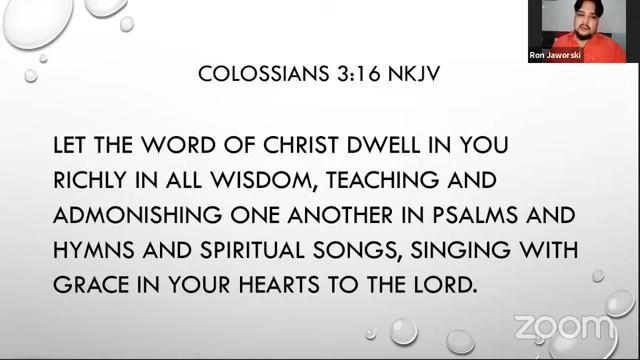 Ron Jaworski
COLOSSIANS 3:16 NKJV
LET THE WORD OF CHRIST DWELL IN YOU
RICHLY IN ALL WISDOM, TEACHING AND
ADMONISHING ONE ANOTHER IN PSALMS AND
HYMNS AND SPIRITUAL SONGS, SINGING WITH
GRACE IN YOUR HEARTS TO THE LORD.
zoom